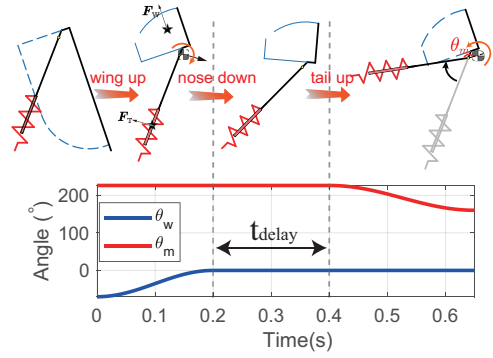 F_W
F_T
θ_m
wing up
nose down
tail up
200
100
0
Angle (°)
θ_w
θ_m
t_delay
0
0.1
0.2
0.3
0.4
0.5
0.6
Time(s)